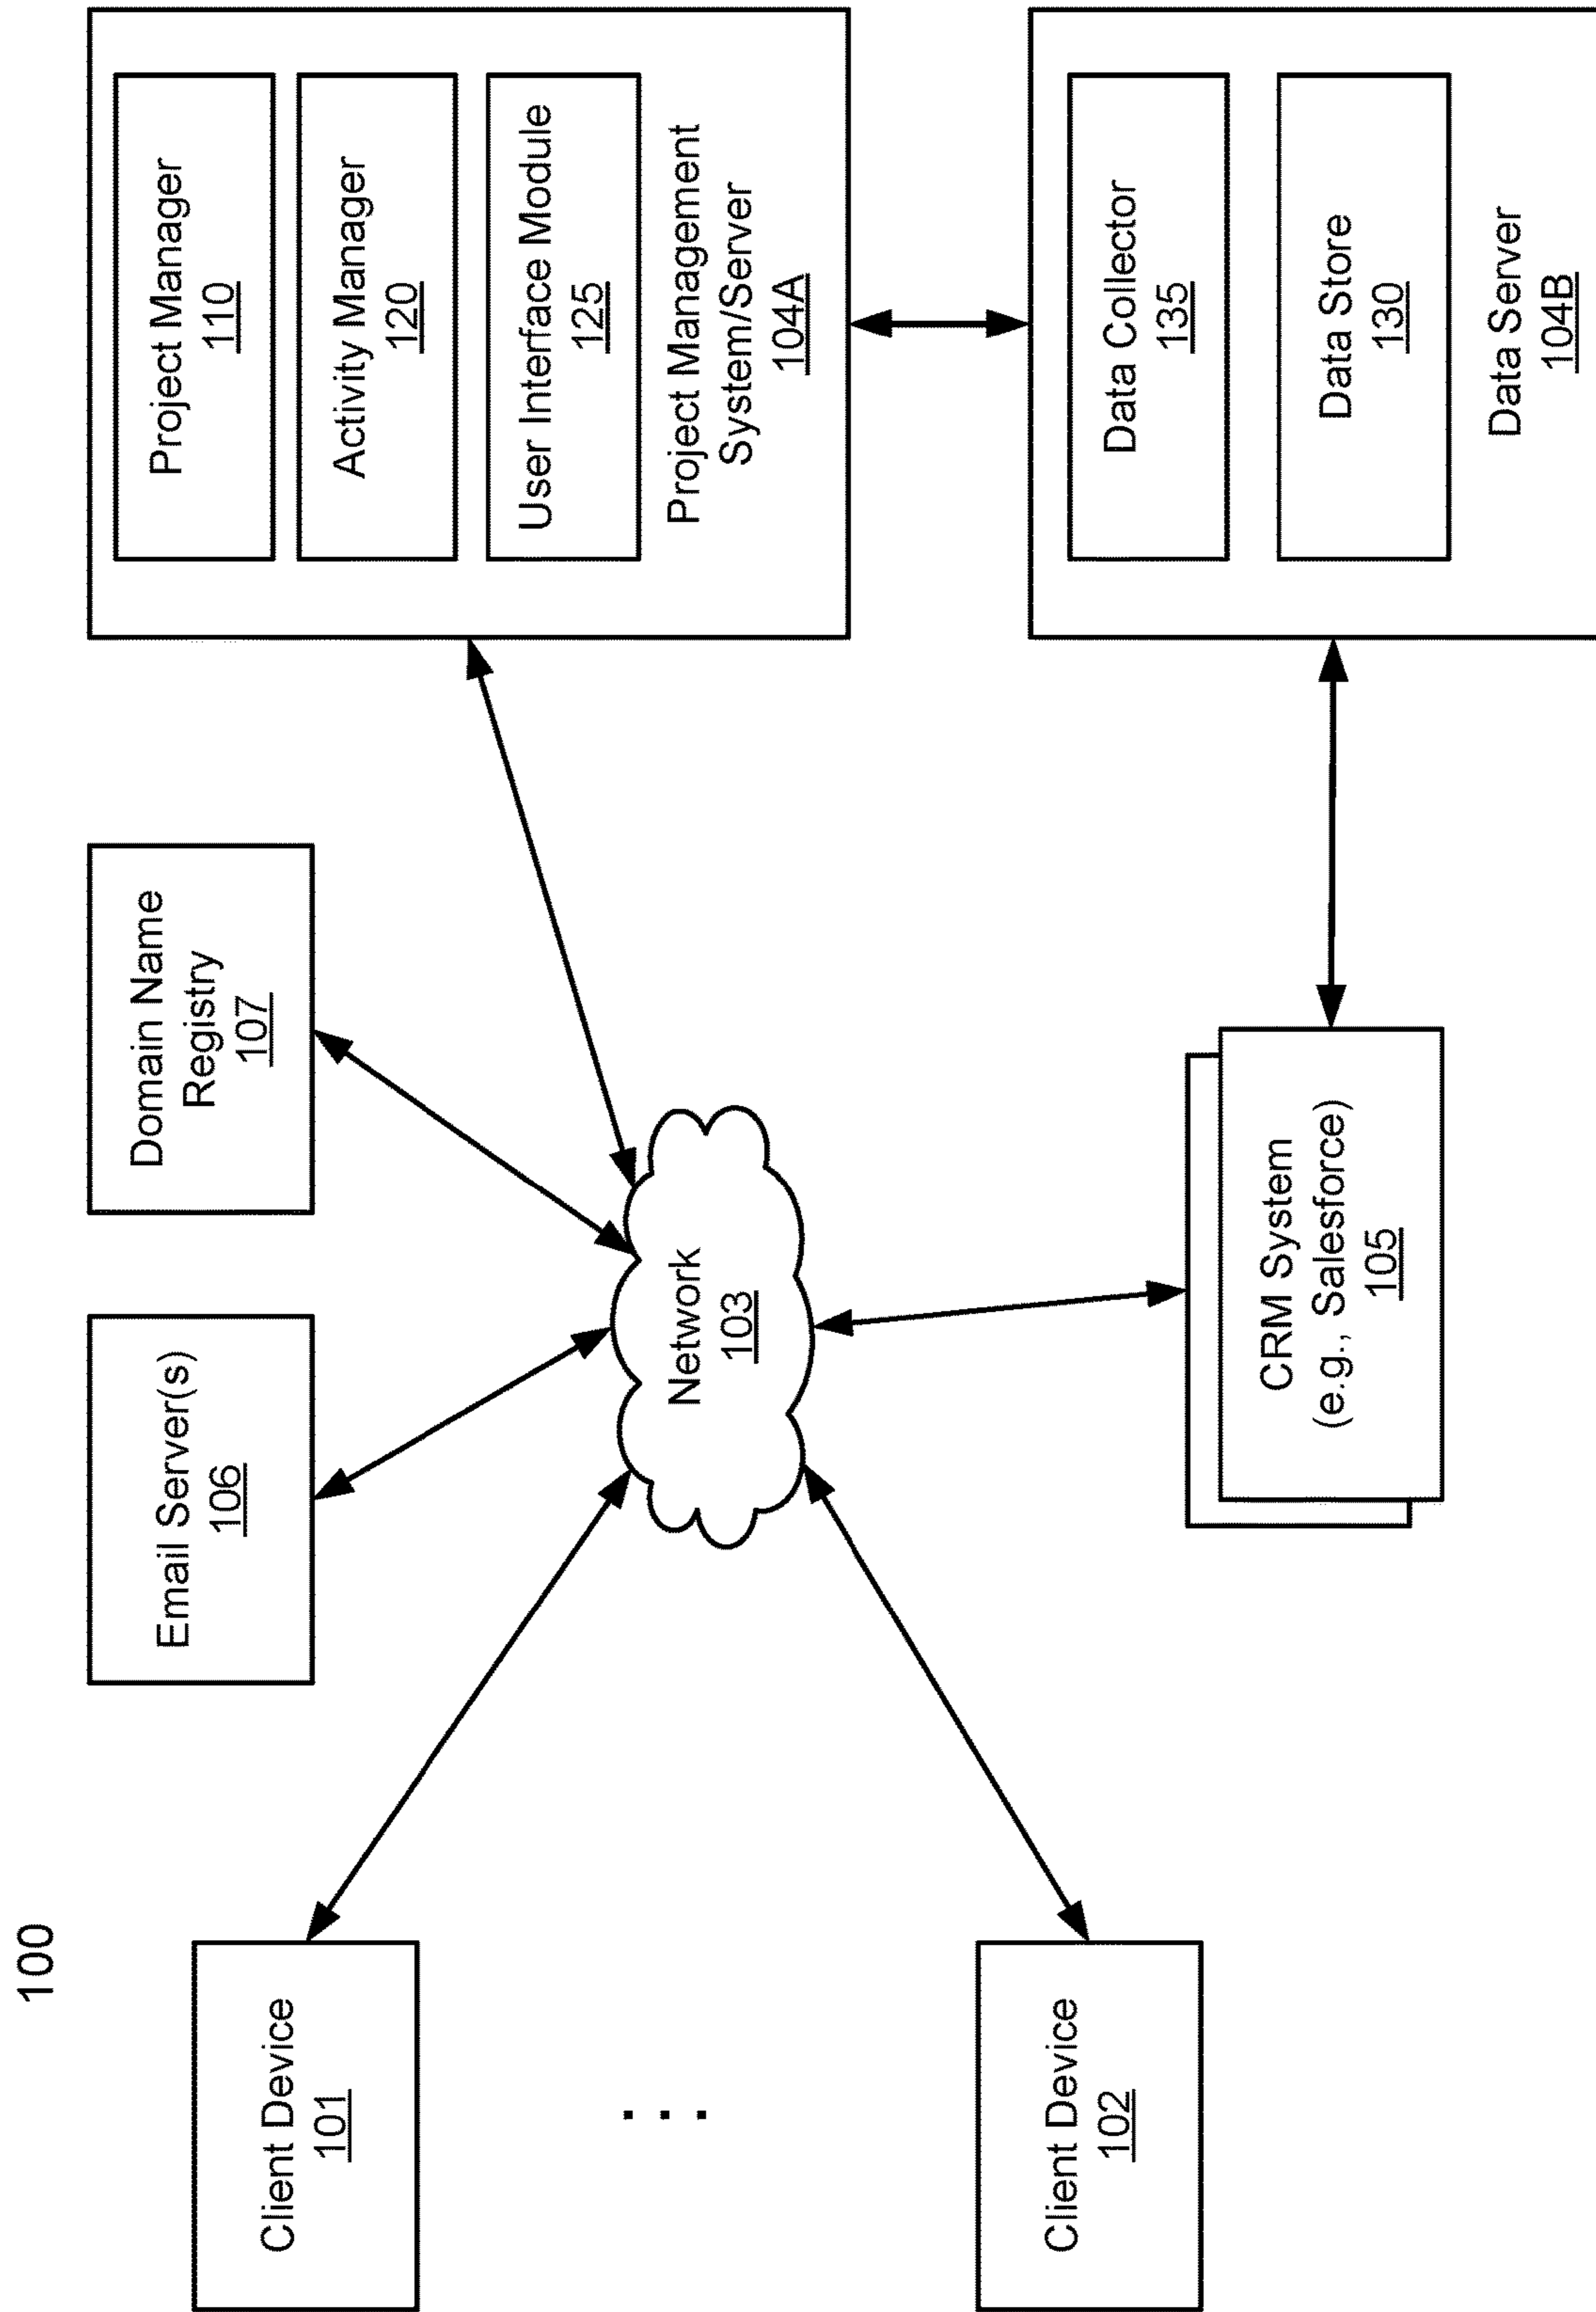 100
Client Device
101
. . .
Client Device
102
Email Server(s)
106
Domain Name
Registry
107
Network
103
CRM System
(e.g., Salesforce)
105
Project Manager
110
Activity Manager
120
User Interface Module
125
Project Management
System/Server
104A
Data Collector
135
Data Store
130
Data Server
104B